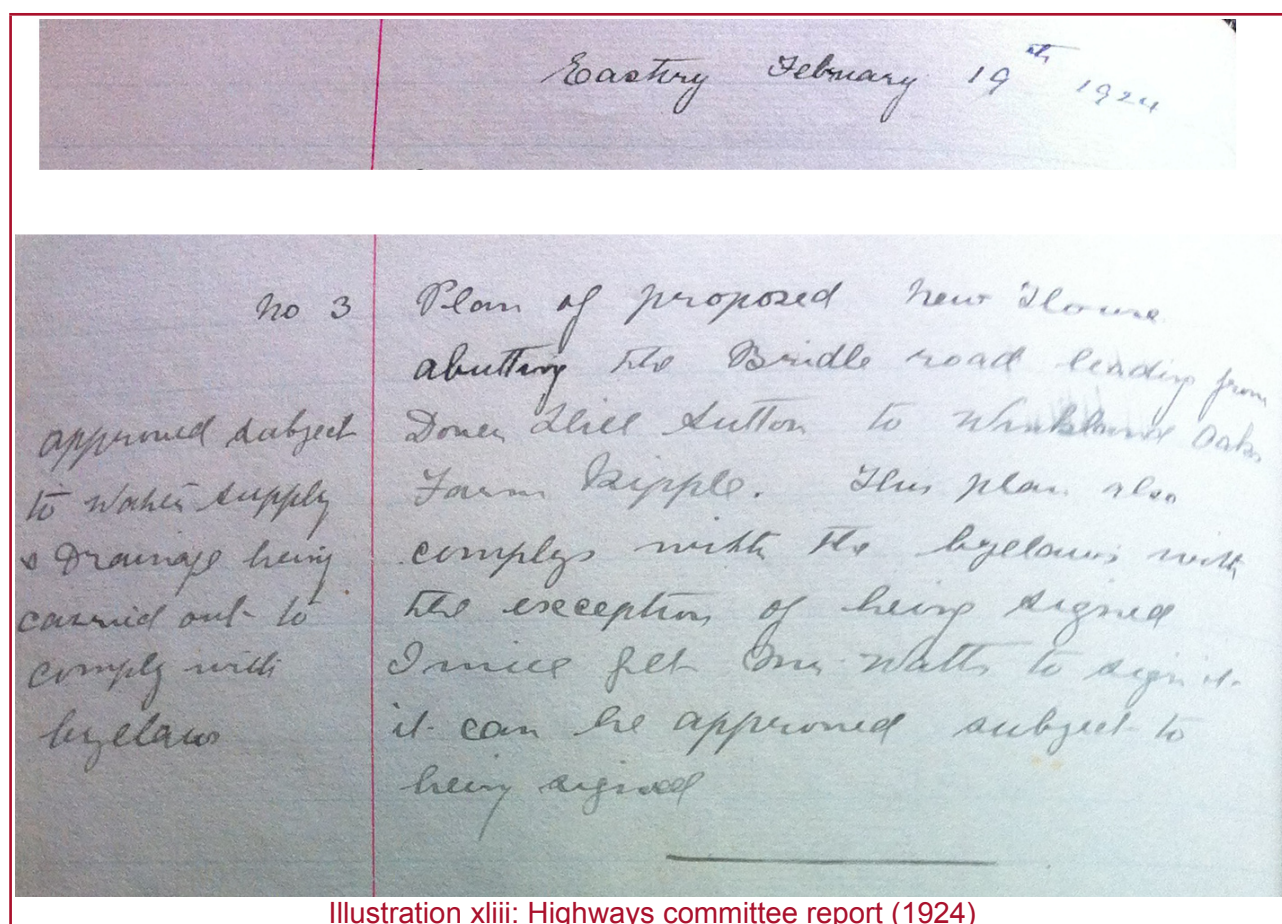 Eastry February 19th 1924
no 3
Plan of proposed new House
abutting the Bridle road leading from
Dover Hill Sutton to Winkland Oaks
Farm Ripple. This plan also
complys with the byelaws with
the exception of being signed
I will get Mr Watts to sign it.
it can be approved subject to
being signed
approved subject
to Water supply
& Drainage being
carried out to
comply with
byelaws
Illustration xliii: Highways committee report (1924)